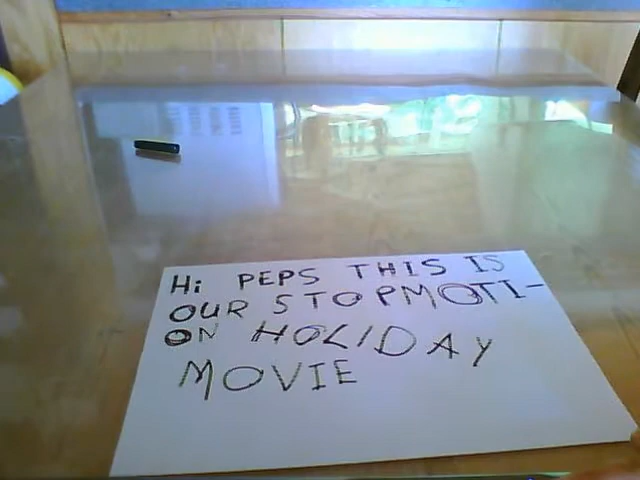 Hi PEPS THIS IS
OUR STOPMOTI-
ON HOLIDAY
MOVIE